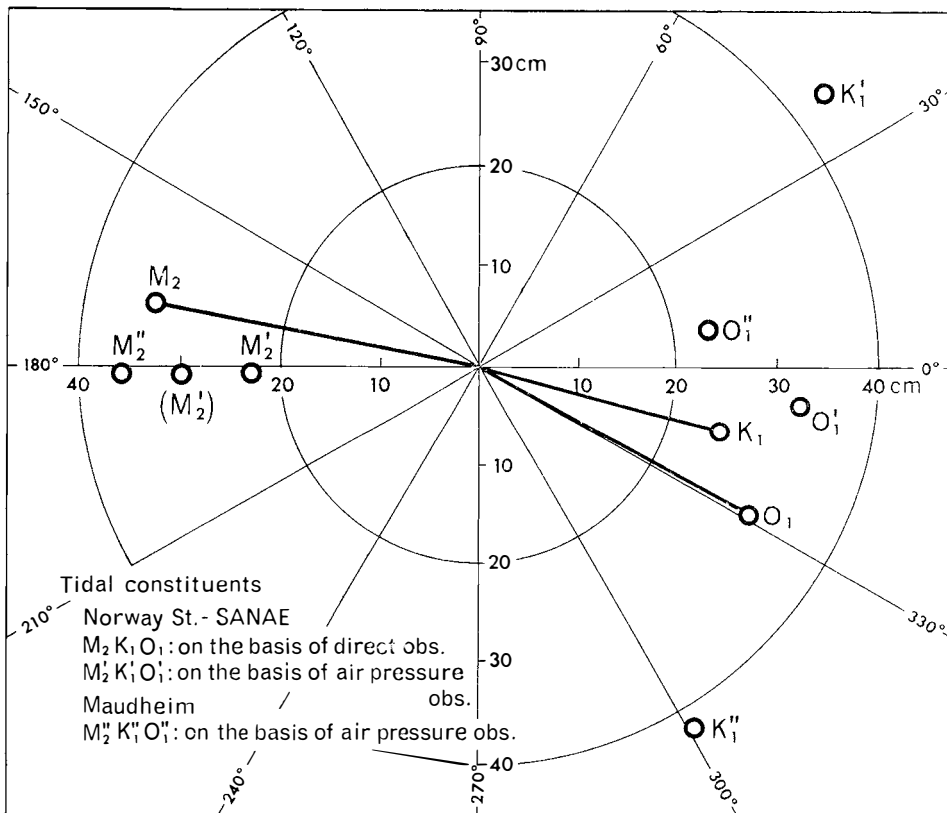 120°
90°
60°
30cm
150°
30°
K₁'
20
10
M₂
O₁''
M₂''
M₂'
180°
40
20
10
10
20
30
40 cm
0°
(M₂')
O₁'
K₁
10
O₁
20
Tidal constituents
210°
Norway St.- SANAE
330°
M₂ K₁ O₁: on the basis of direct obs.
30
M₂' K₁' O₁': on the basis of air pressure
obs.
Maudheim
M₂'' K₁'' O₁'': on the basis of air pressure obs.
K₁''
40
240°
270°
300°